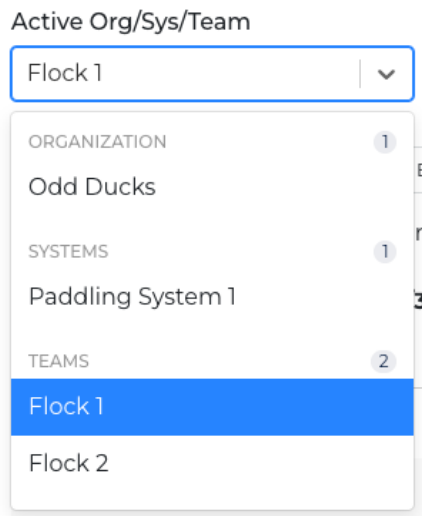 Active Org/Sys/Team
Flock 1
ORGANIZATION 1
Odd Ducks
SYSTEMS 1
Paddling System 1
TEAMS 2
Flock 1
Flock 2